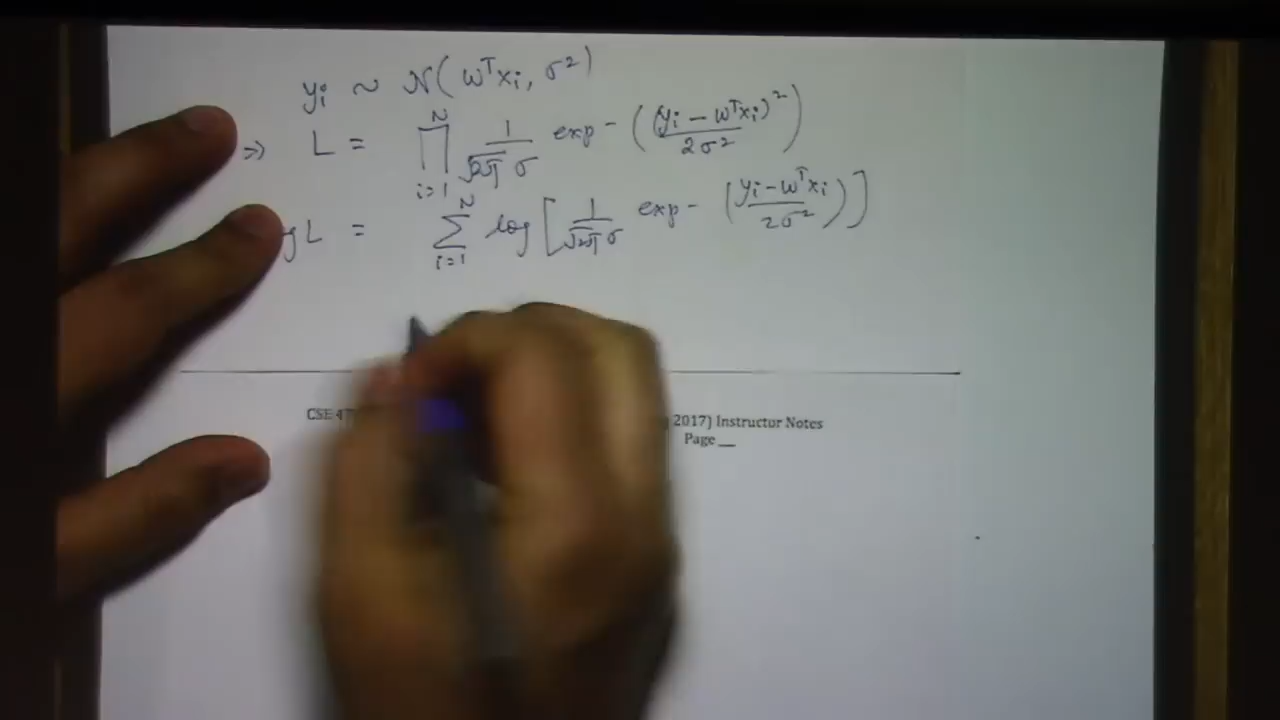 yᵢ ~ N( wᵀxᵢ, σ²)
⇒ L = ∏ᵢ₌₁ᴺ 1/(√2π σ) exp - ( (yᵢ - wᵀxᵢ)² / 2σ² )
g L = Σᵢ₌₁ᴺ log [ 1/(√2π σ) exp - ( yᵢ - wᵀxᵢ / 2σ² ) ]
CSE 2017) Instructor Notes
Page __